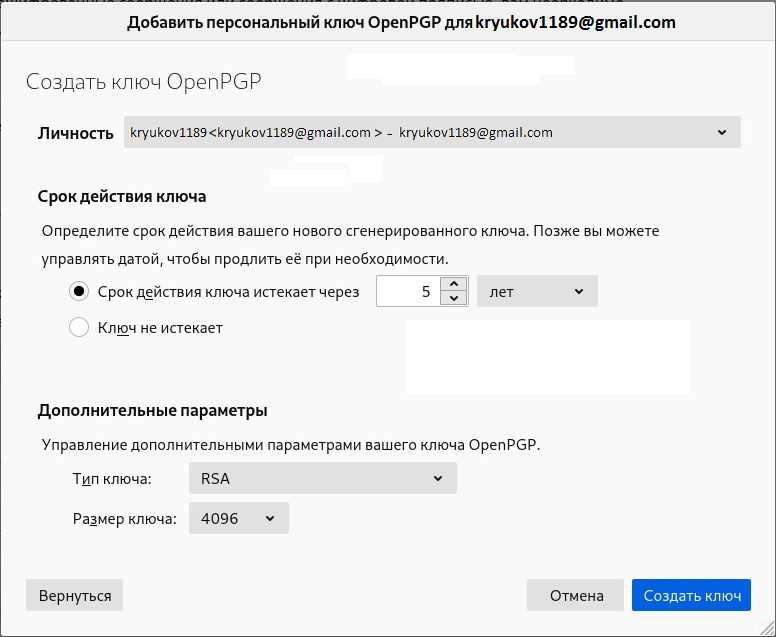 Добавить персональный ключ OpenPGP для kryukov1189@gmail.com
Создать ключ OpenPGP
Личность kryukov1189<kryukov1189@gmail.com > - kryukov1189@gmail.com
Срок действия ключа
Определите срок действия вашего нового сгенерированного ключа. Позже вы можете
управлять датой, чтобы продлить её при необходимости.
Срок действия ключа истекает через 5 лет
Ключ не истекает
Дополнительные параметры
Управление дополнительными параметрами вашего ключа OpenPGP.
Тип ключа: RSA
Размер ключа: 4096
Вернуться Отмена Создать ключ